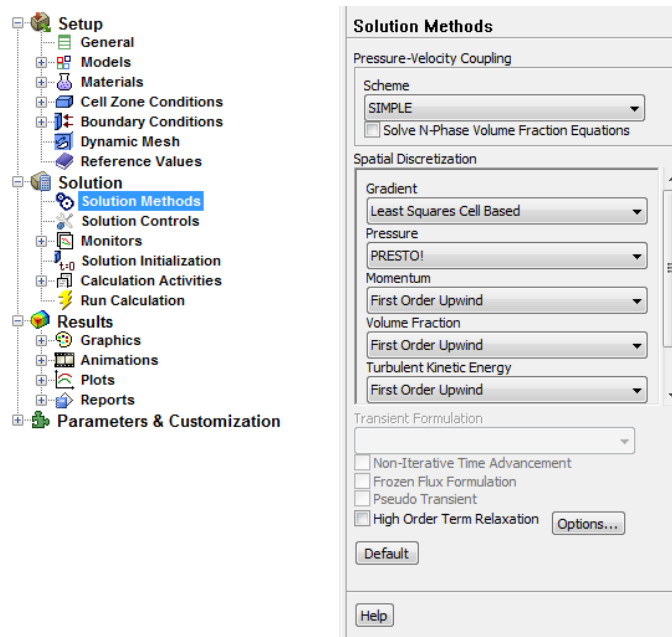 Setup
General
Models
Materials
Cell Zone Conditions
Boundary Conditions
Dynamic Mesh
Reference Values
Solution
Solution Methods
Solution Controls
Monitors
t=0 Solution Initialization
Calculation Activities
Run Calculation
Results
Graphics
Animations
Plots
Reports
Parameters & Customization
Solution Methods
Pressure-Velocity Coupling
Scheme
SIMPLE
Solve N-Phase Volume Fraction Equations
Spatial Discretization
Gradient
Least Squares Cell Based
Pressure
PRESTO!
Momentum
First Order Upwind
Volume Fraction
First Order Upwind
Turbulent Kinetic Energy
First Order Upwind
Transient Formulation
Non-Iterative Time Advancement
Frozen Flux Formulation
Pseudo Transient
High Order Term Relaxation Options...
Default
Help